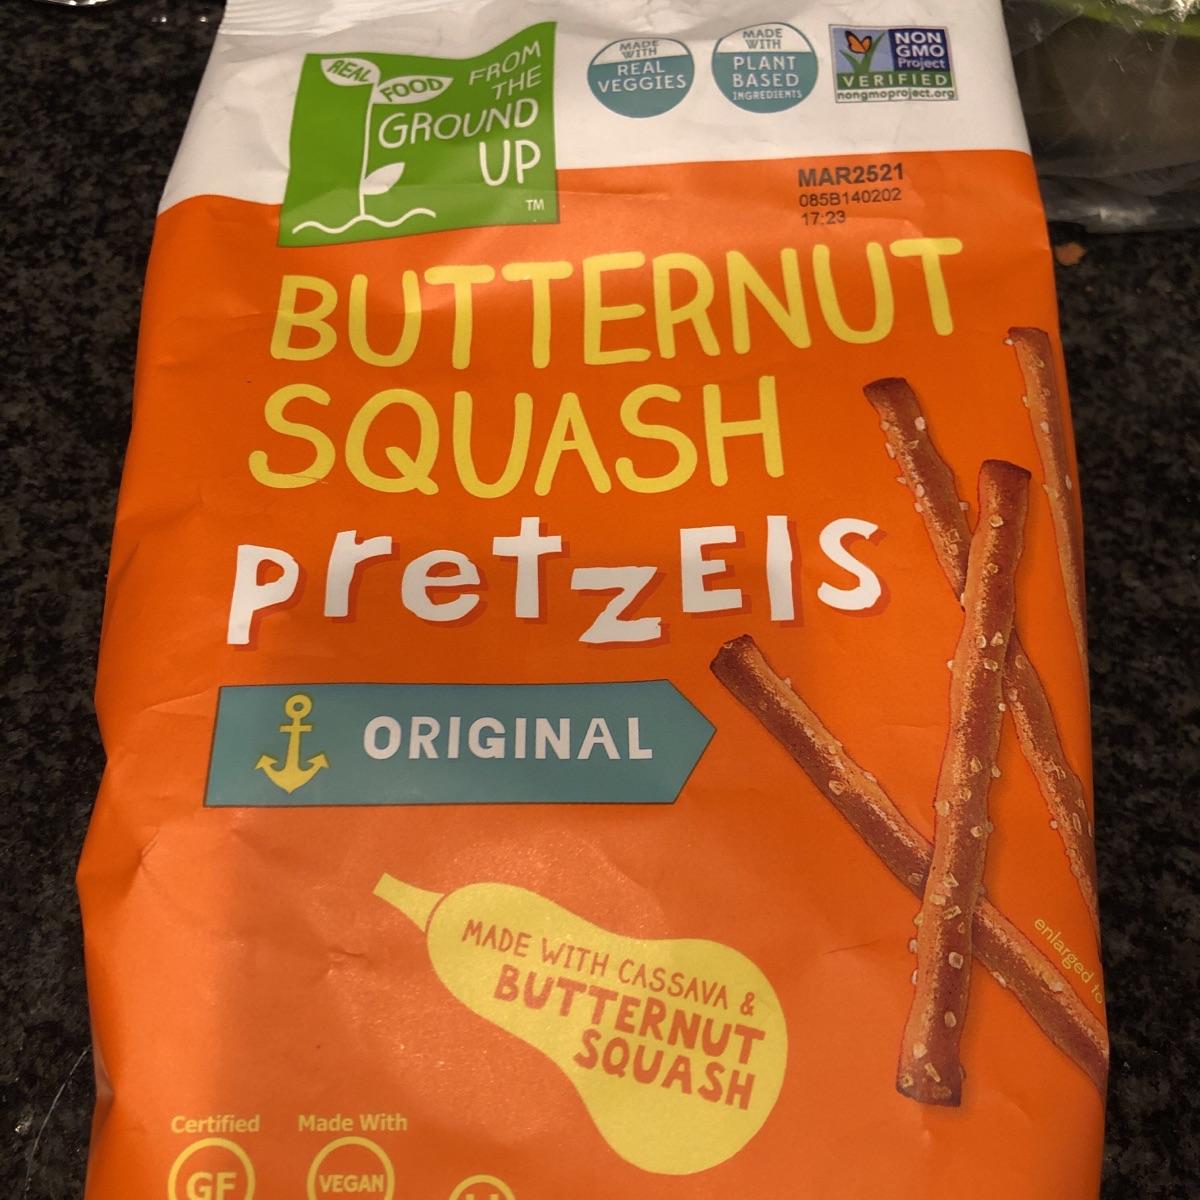 REAL
FOOD
FROM
THE
GROUND
UP
TM
MADE
WITH
REAL
VEGGIES
MADE
WITH
PLANT
BASED
INGREDIENTS
NON
GMO
Project
VERIFIED
nongmoproject.org
MAR2521
085B140202
17:23
BUTTERNUT
SQUASH
pretzels
ORIGINAL
MADE WITH CASSAVA &
BUTTERNUT
SQUASH
enlarged to
Certified
GF
Made With
VEGAN